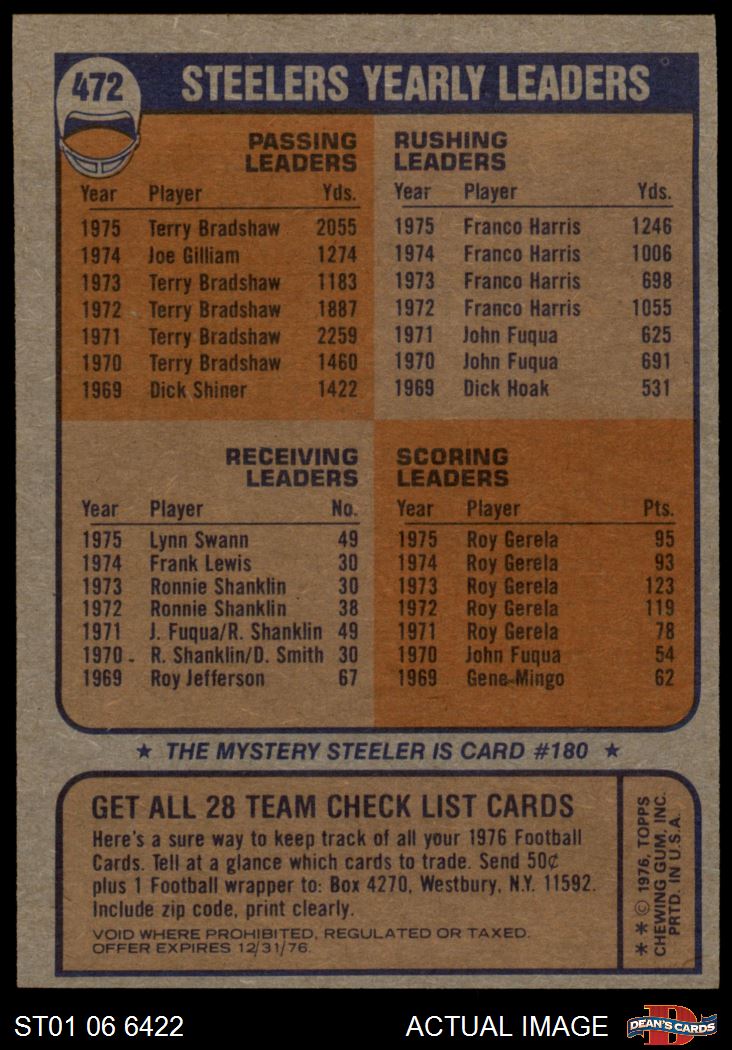 472
STEELERS YEARLY LEADERS
PASSING
LEADERS
Year Player Yds.
1975 Terry Bradshaw 2055
1974 Joe Gilliam 1274
1973 Terry Bradshaw 1183
1972 Terry Bradshaw 1887
1971 Terry Bradshaw 2259
1970 Terry Bradshaw 1460
1969 Dick Shiner 1422
RUSHING
LEADERS
Year Player Yds.
1975 Franco Harris 1246
1974 Franco Harris 1006
1973 Franco Harris 698
1972 Franco Harris 1055
1971 John Fuqua 625
1970 John Fuqua 691
1969 Dick Hoak 531
RECEIVING
LEADERS
Year Player No.
1975 Lynn Swann 49
1974 Frank Lewis 30
1973 Ronnie Shanklin 30
1972 Ronnie Shanklin 38
1971 J. Fuqua/R. Shanklin 49
1970 R. Shanklin/D. Smith 30
1969 Roy Jefferson 67
SCORING
LEADERS
Year Player Pts.
1975 Roy Gerela 95
1974 Roy Gerela 93
1973 Roy Gerela 123
1972 Roy Gerela 119
1971 Roy Gerela 78
1970 John Fuqua 54
1969 Gene Mingo 62
★ THE MYSTERY STEELER IS CARD #180 ★
GET ALL 28 TEAM CHECK LIST CARDS
Here's a sure way to keep track of all your 1976 Football
Cards. Tell at a glance which cards to trade. Send 50¢
plus 1 Football wrapper to: Box 4270, Westbury, N.Y. 11592.
Include zip code, print clearly.
VOID WHERE PROHIBITED, REGULATED OR TAXED.
OFFER EXPIRES 12/31/76.
* * © 1976, TOPPS
CHEWING GUM, INC.
PRTD. IN U.S.A.
ST01 06 6422
ACTUAL IMAGE
D
DEAN'S CARDS